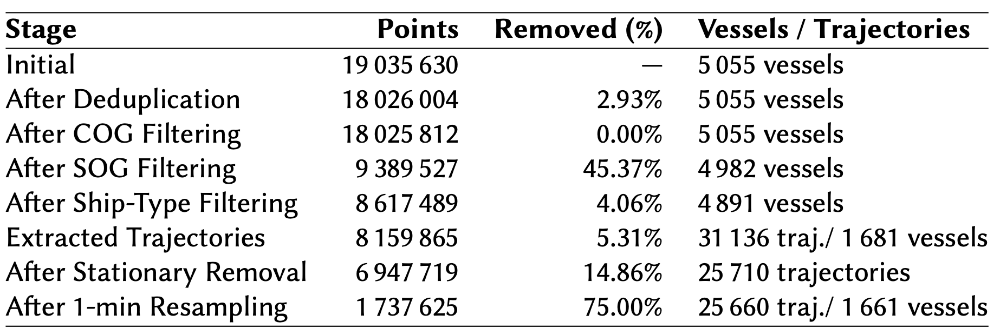 Stage Points Removed (%) Vessels / Trajectories
Initial 19 035 630 — 5 055 vessels
After Deduplication 18 026 004 2.93% 5 055 vessels
After COG Filtering 18 025 812 0.00% 5 055 vessels
After SOG Filtering 9 389 527 45.37% 4 982 vessels
After Ship-Type Filtering 8 617 489 4.06% 4 891 vessels
Extracted Trajectories 8 159 865 5.31% 31 136 traj./ 1 681 vessels
After Stationary Removal 6 947 719 14.86% 25 710 trajectories
After 1-min Resampling 1 737 625 75.00% 25 660 traj./ 1 661 vessels